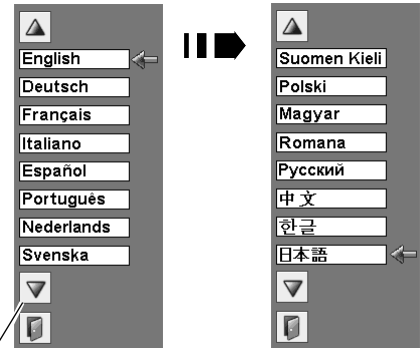 English
Deutsch
Français
Italiano
Español
Português
Nederlands
Svenska
Suomen Kieli
Polski
Magyar
Romana
Русский
中文
한글
日本語